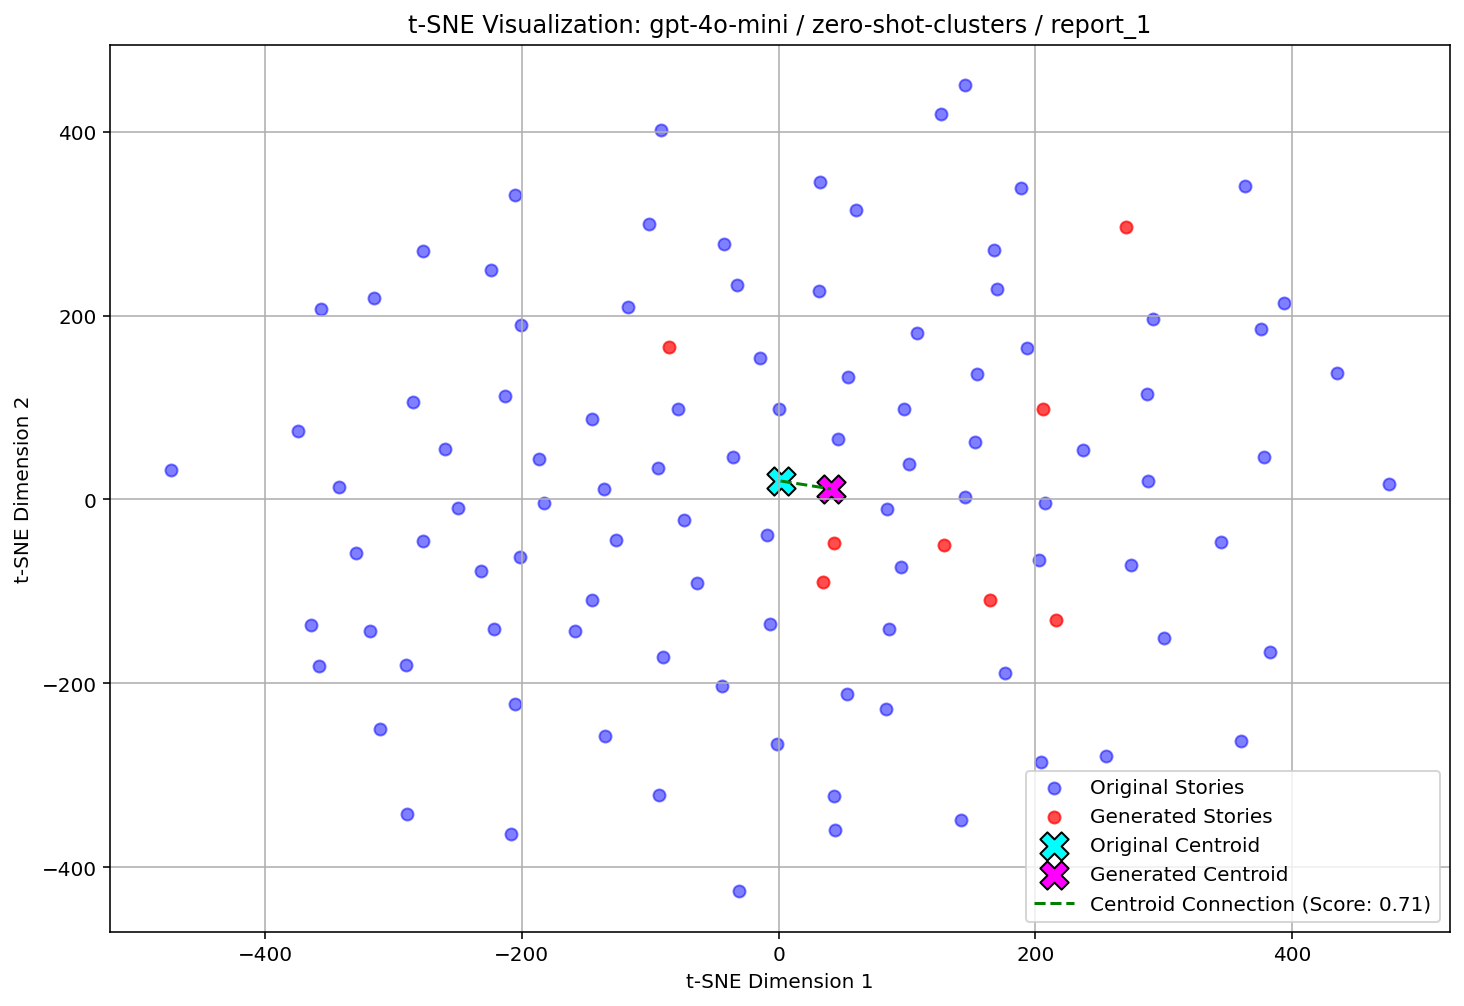 t-SNE Visualization: gpt-4o-mini / zero-shot-clusters / report_1
t-SNE Dimension 2
400
200
0
−200
−400
−400
−200
0
200
400
t-SNE Dimension 1
Original Stories
Generated Stories
Original Centroid
Generated Centroid
Centroid Connection (Score: 0.71)